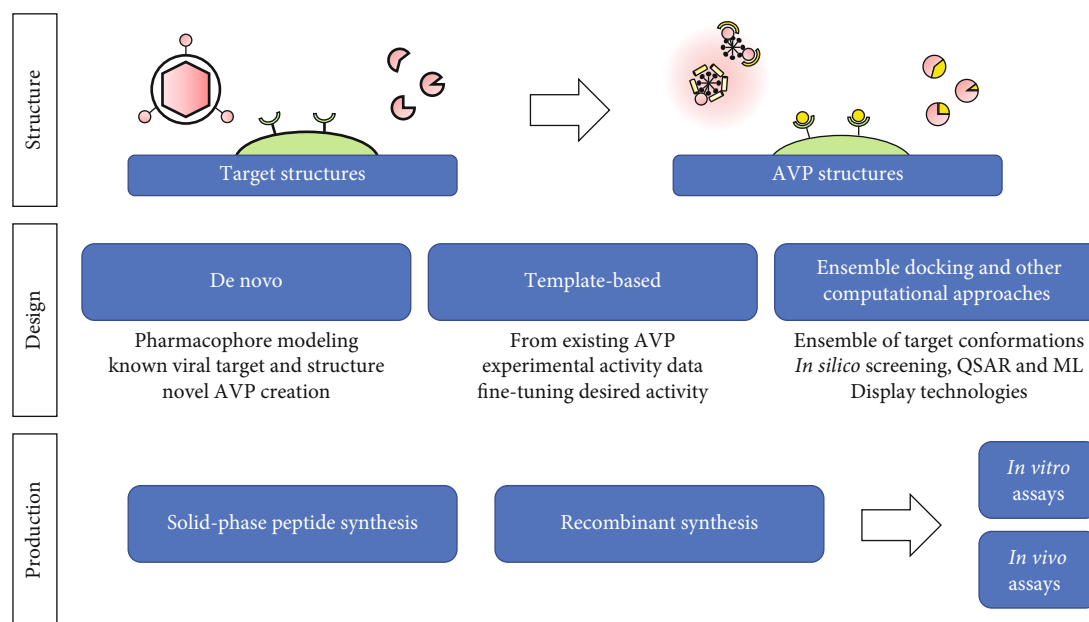 Structure
Target structures
AVP structures
Design
De novo
Pharmacophore modeling
known viral target and structure
novel AVP creation
Template-based
From existing AVP
experimental activity data
fine-tuning desired activity
Ensemble docking and other
computational approaches
Ensemble of target conformations
In silico screening, QSAR and ML
Display technologies
Production
Solid-phase peptide synthesis
Recombinant synthesis
In vitro
assays
In vivo
assays